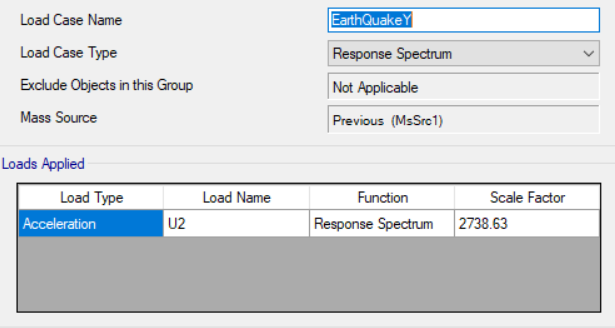 Load Case Name EarthQuakeY
Load Case Type Response Spectrum
Exclude Objects in this Group Not Applicable
Mass Source Previous (MsSrc1)
Loads Applied
Load Type Load Name Function Scale Factor
Acceleration U2 Response Spectrum 2738.63